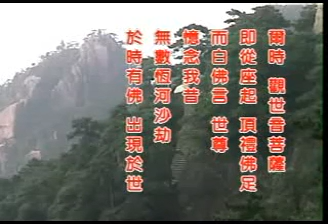 爾時 觀世音菩薩
即從座起 頂禮佛足
而白佛言 世尊
憶念我昔
無數恆河沙劫
於時有佛 出現於世